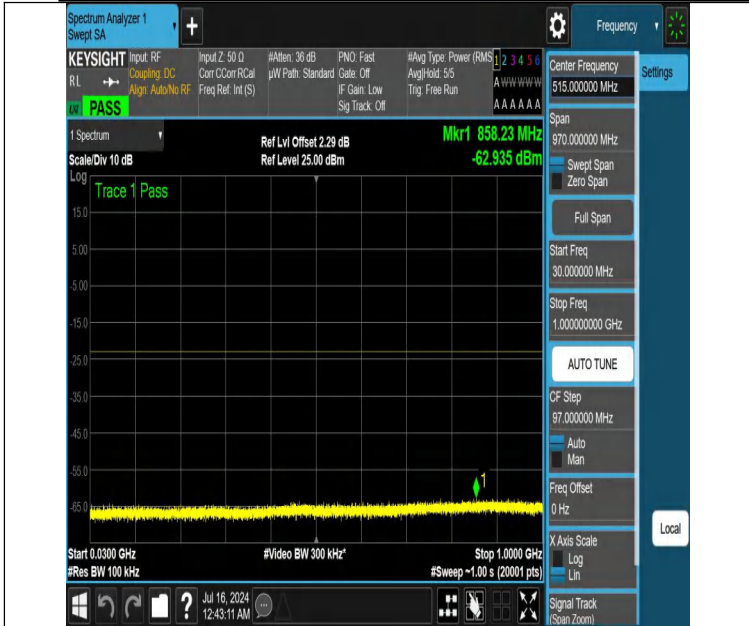 Spectrum Analyzer 1
Swept SA
Frequency
KEYSIGHT
RL
LXI
PASS
Input: RF
Coupling: DC
Align: Auto/No RF
Input Z: 50 Ω
Corr CCorr RCal
Freq Ref: Int (S)
#Atten: 36 dB
µW Path: Standard
PNO: Fast
Gate: Off
IF Gain: Low
Sig Track: Off
#Avg Type: Power (RMS
Avg|Hold: 5/5
Trig: Free Run
1 2 3 4 5 6
A W W W W W
A A A A A A
1 Spectrum
Scale/Div 10 dB
Ref Lvl Offset 2.29 dB
Ref Level 25.00 dBm
Mkr1 858.23 MHz
-62.935 dBm
Log
Trace 1 Pass
15.0
5.00
-5.00
-15.0
-25.0
-35.0
-45.0
-55.0
-65.0
1
Start 0.0300 GHz
#Res BW 100 kHz
#Video BW 300 kHz*
Stop 1.0000 GHz
#Sweep ~1.00 s (20001 pts)
?
Jul 16, 2024
12:43:11 AM
Center Frequency
515.000000 MHz
Settings
Span
970.000000 MHz
Swept Span
Zero Span
Full Span
Start Freq
30.000000 MHz
Stop Freq
1.000000000 GHz
AUTO TUNE
CF Step
97.000000 MHz
Auto
Man
Freq Offset
0 Hz
X Axis Scale
Log
Lin
Local
Signal Track
(Span Zoom)